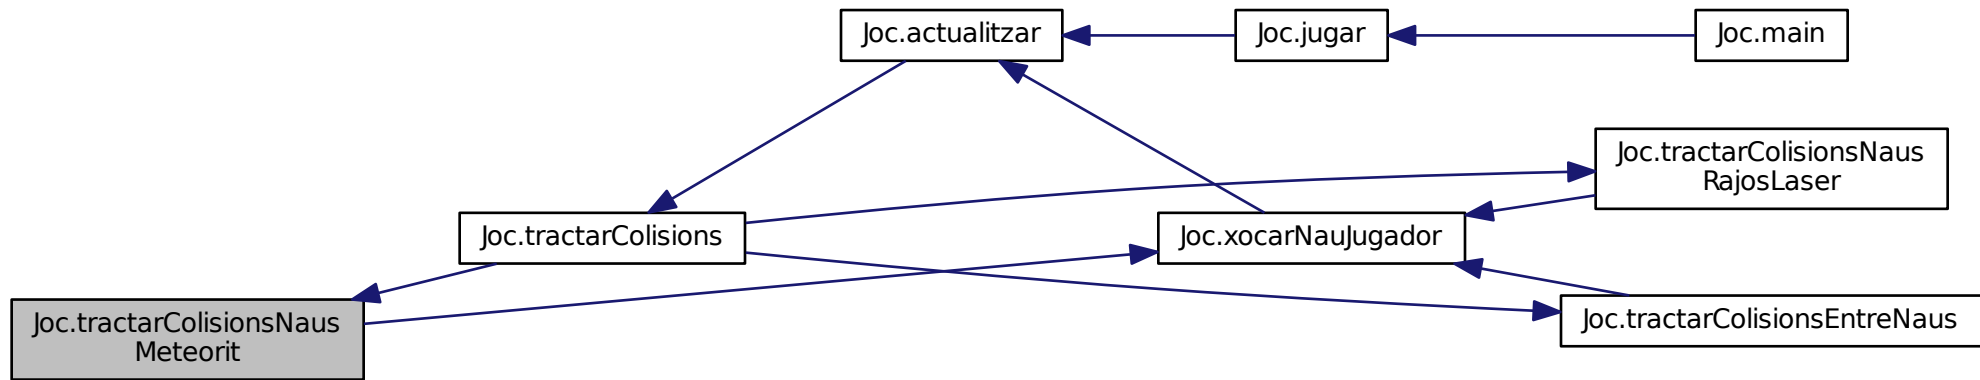 Joc.actualitzar
Joc.jugar
Joc.main
Joc.tractarColisionsNaus
RajosLaser
Joc.tractarColisions
Joc.xocarNauJugador
Joc.tractarColisionsNaus
Meteorit
Joc.tractarColisionsEntreNaus